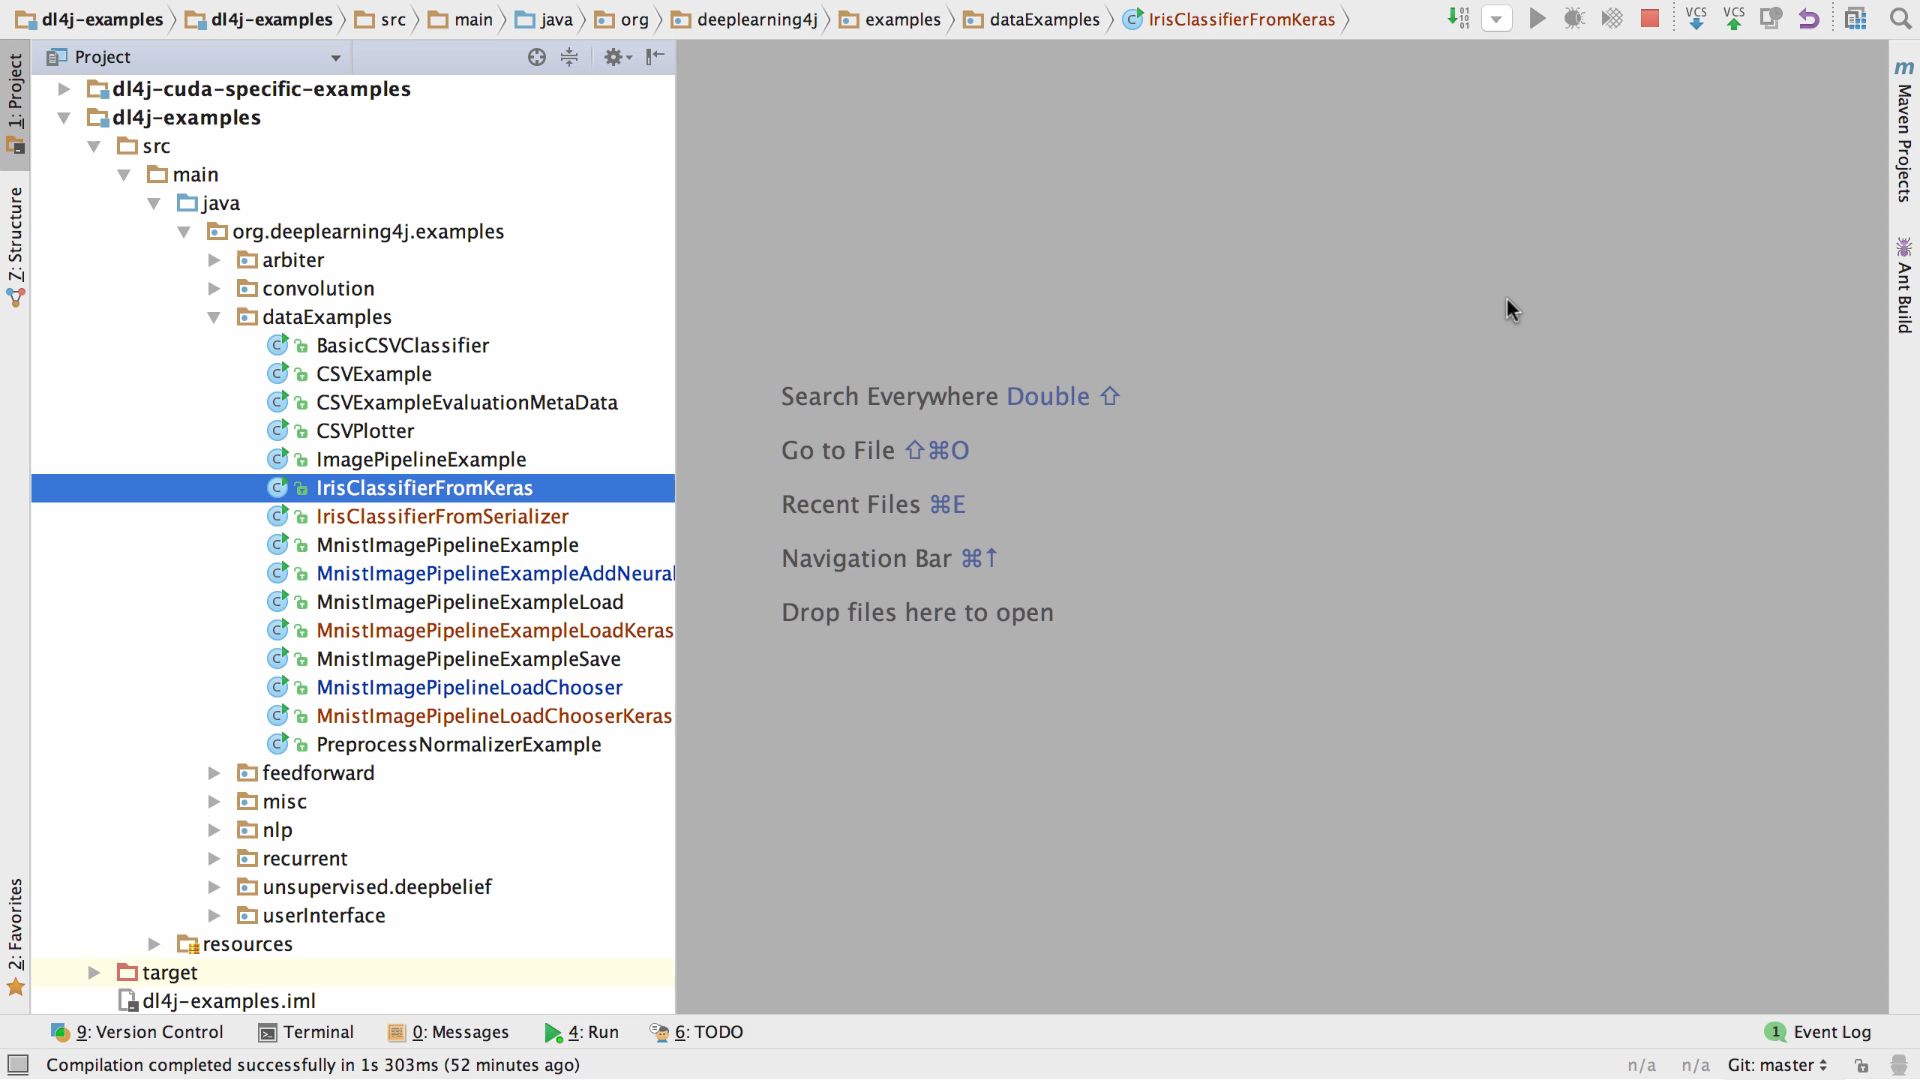 dl4j-examples dl4j-examples src main java org deeplearning4j examples dataExamples IrisClassifierFromKeras
VCS VCS
1: Project
Z: Structure
2: Favorites
Project
dl4j-cuda-specific-examples
dl4j-examples
src
main
java
org.deeplearning4j.examples
arbiter
convolution
dataExamples
BasicCSVClassifier
CSVExample
CSVExampleEvaluationMetaData
CSVPlotter
ImagePipelineExample
IrisClassifierFromKeras
IrisClassifierFromSerializer
MnistImagePipelineExample
MnistImagePipelineExampleAddNeural
MnistImagePipelineExampleLoad
MnistImagePipelineExampleLoadKeras
MnistImagePipelineExampleSave
MnistImagePipelineLoadChooser
MnistImagePipelineLoadChooserKeras
PreprocessNormalizerExample
feedforward
misc
nlp
recurrent
unsupervised.deepbelief
userInterface
resources
target
dl4j-examples.iml
Search Everywhere Double ⇧
Go to File ⇧⌘O
Recent Files ⌘E
Navigation Bar ⌘↑
Drop files here to open
m
Maven Projects
Ant Build
9: Version Control Terminal 0: Messages 4: Run 6: TODO 1 Event Log
Compilation completed successfully in 1s 303ms (52 minutes ago) n/a n/a Git: master